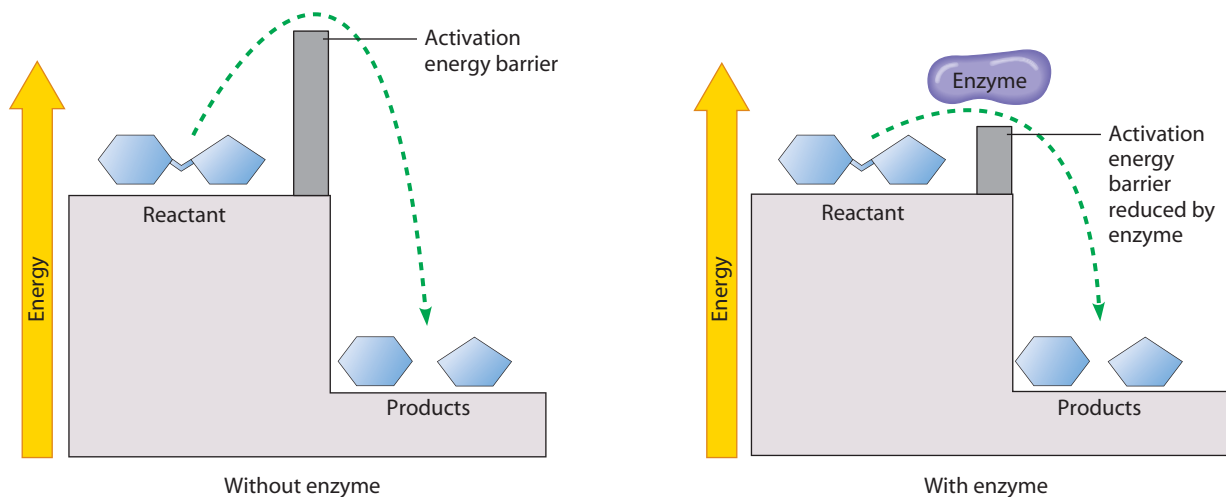 Activation
energy barrier
Reactant
Energy
Products
Without enzyme
Enzyme
Activation
energy
barrier
reduced by
enzyme
Reactant
Energy
Products
With enzyme